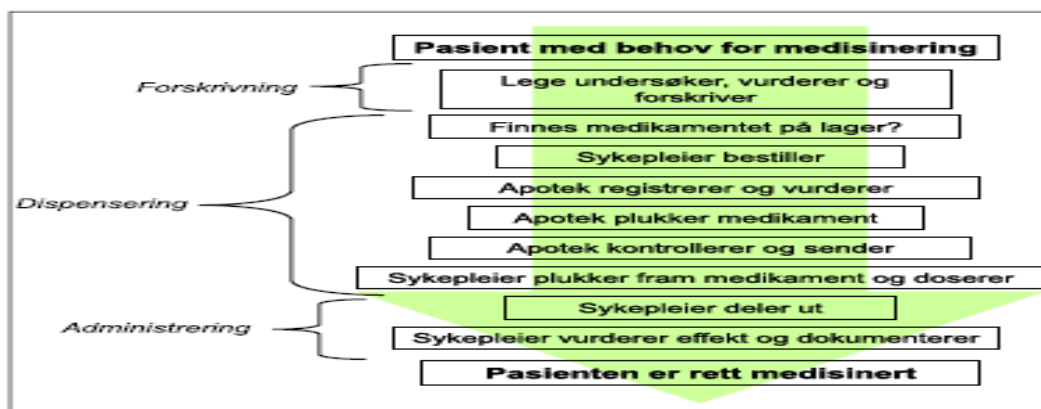 Pasient med behov for medisinering
Forskrivning
Lege undersøker, vurderer og
forskriver
Finnes medikamentet på lager?
Sykepleier bestiller
Apotek registrerer og vurderer
Dispensering
Apotek plukker medikament
Apotek kontrollerer og sender
Sykepleier plukker fram medikament og doserer
Administrering
Sykepleier deler ut
Sykepleier vurderer effekt og dokumenterer
Pasienten er rett medisinert